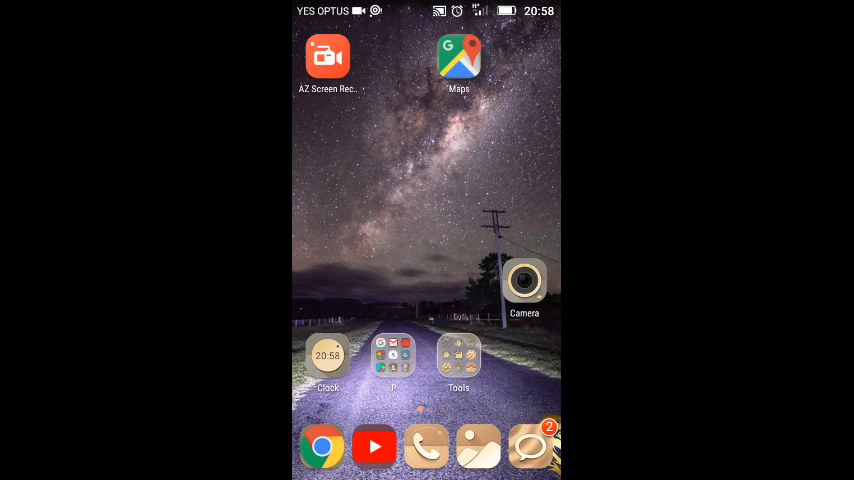 YES OPTUS H+ 20:58
G
AZ Screen Rec.. Maps
Camera
20:58
Clock P Tools
2